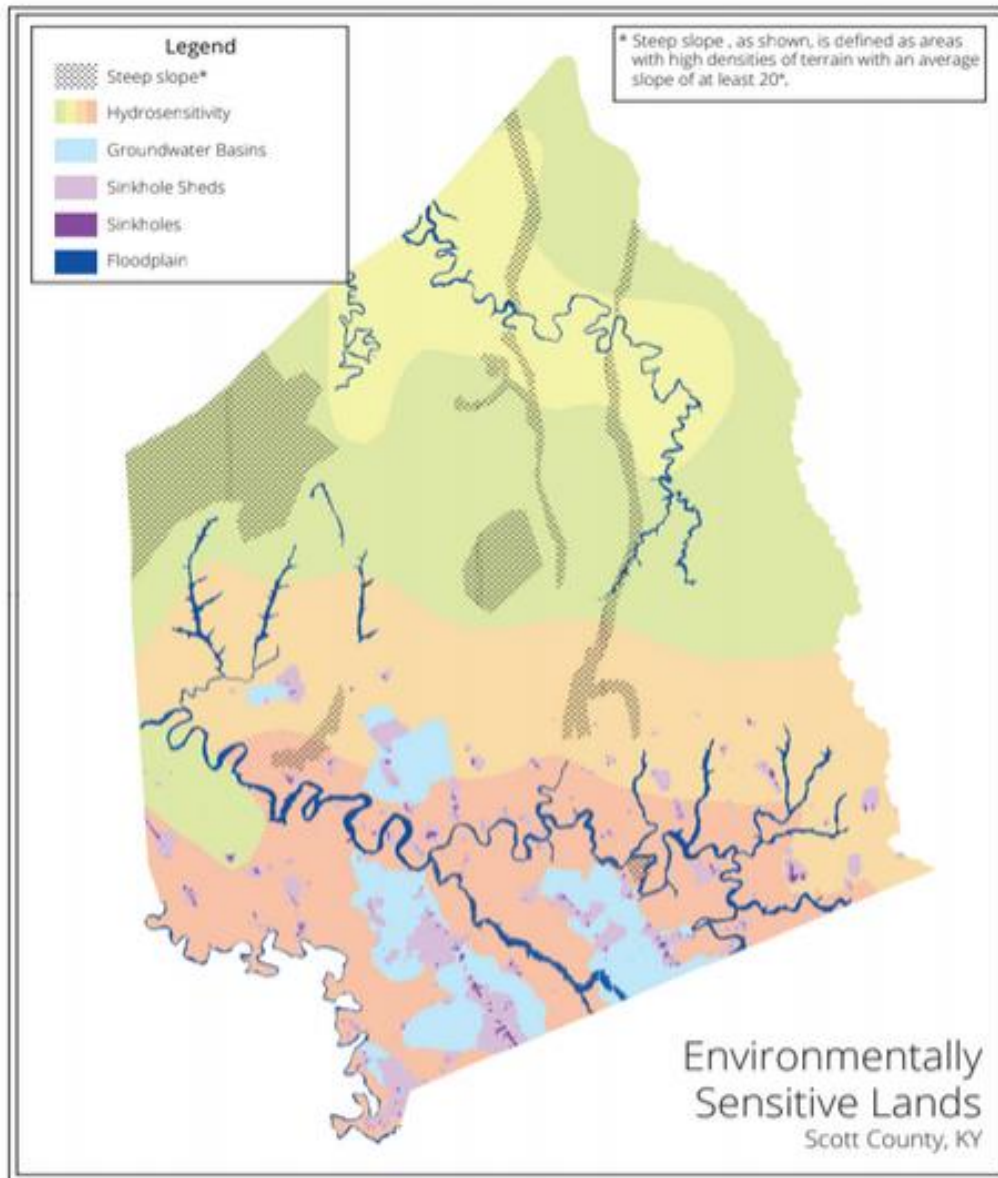 Legend
Steep slope*
Hydrosensitivity
Groundwater Basins
Sinkhole Sheds
Sinkholes
Floodplain
* Steep slope , as shown, is defined as areas
with high densities of terrain with an average
slope of at least 20°.
Environmentally
Sensitive Lands
Scott County, KY